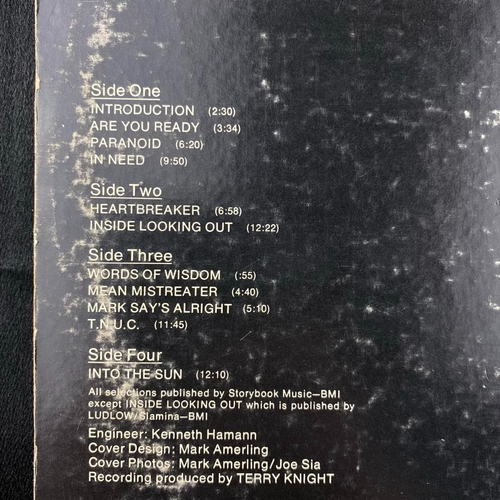 Side One
INTRODUCTION (2:30)
ARE YOU READY (3:34)
PARANOID (6:20)
IN NEED (9:50)
Side Two
HEARTBREAKER (6:58)
INSIDE LOOKING OUT (12:22)
Side Three
WORDS OF WISDOM (:55)
MEAN MISTREATER (4:40)
MARK SAY'S ALRIGHT (5:10)
T.N.U.C. (11:45)
Side Four
INTO THE SUN (12:10)
All selections published by Storybook Music—BMI
except INSIDE LOOKING OUT which is published by
LUDLOW/Slamina—BMI
Engineer: Kenneth Hamann
Cover Design: Mark Amerling
Cover Photos: Mark Amerling/Joe Sia
Recording produced by TERRY KNIGHT